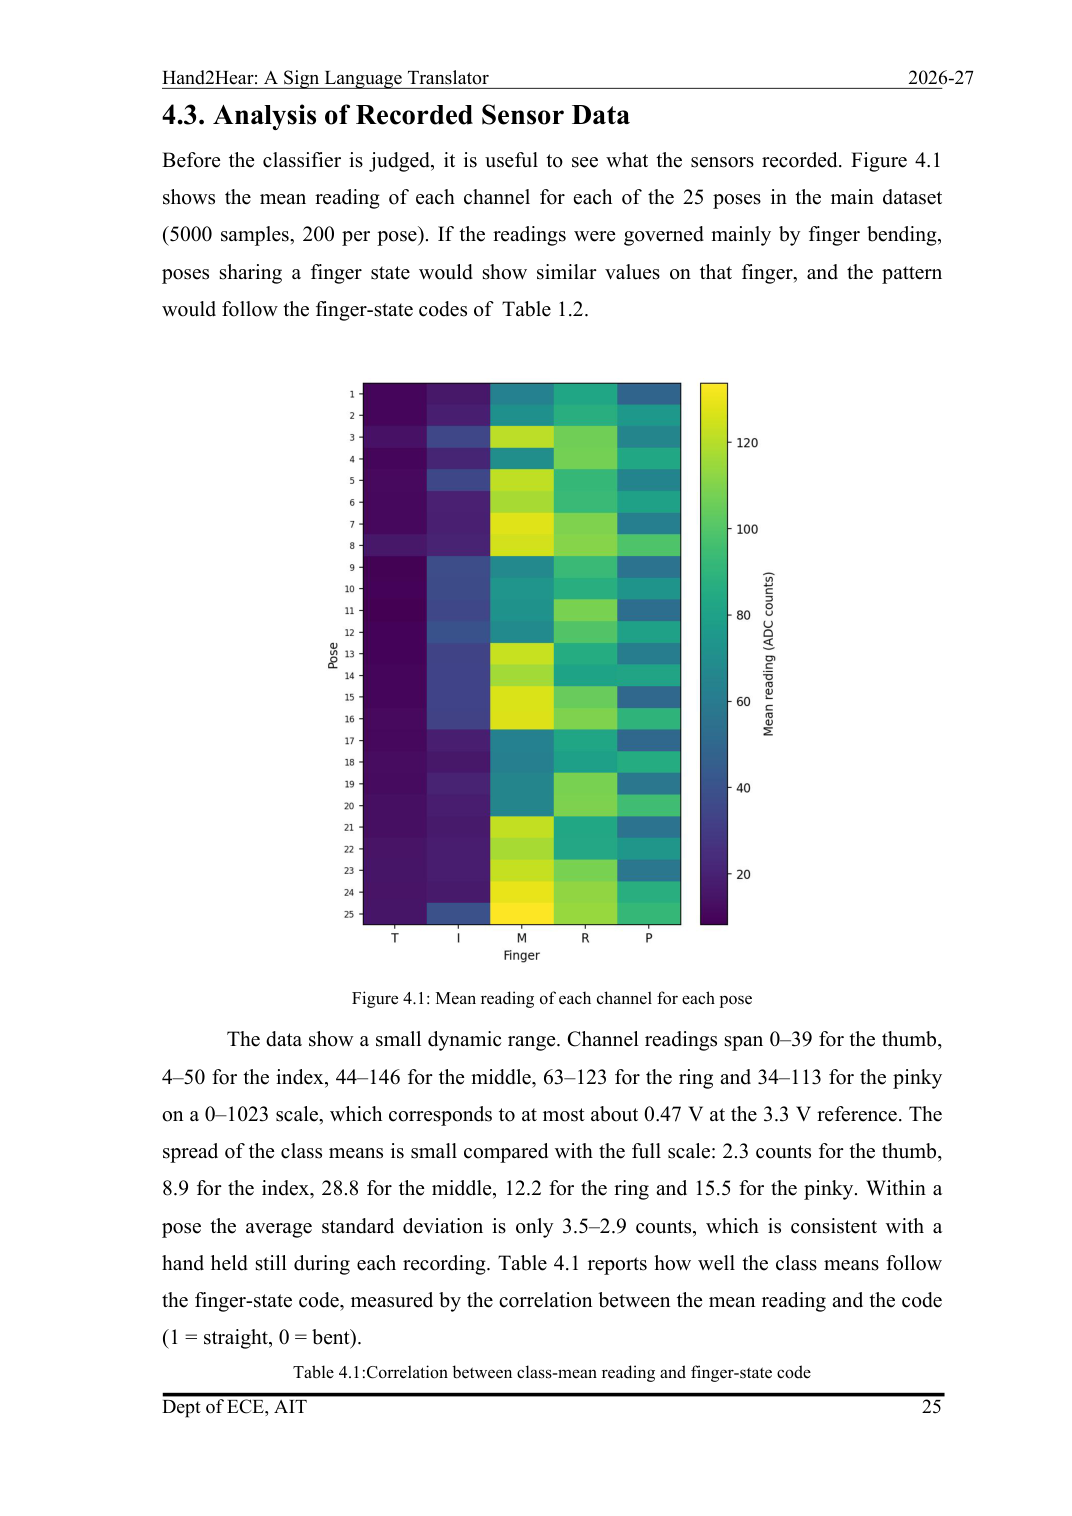 Hand2Hear: A Sign Language Translator 2026-27
4.3. Analysis of Recorded Sensor Data
Before the classifier is judged, it is useful to see what the sensors recorded. Figure 4.1
shows the mean reading of each channel for each of the 25 poses in the main dataset
(5000 samples, 200 per pose). If the readings were governed mainly by finger bending,
poses sharing a finger state would show similar values on that finger, and the pattern
would follow the finger-state codes of Table 1.2.
1
2
3
4
5
6
7
8
9
10
11
12
13
14
15
16
17
18
19
20
21
22
23
24
25
Pose
T I M R P
Finger
120
100
80
60
40
20
Mean reading (ADC counts)
Figure 4.1: Mean reading of each channel for each pose
The data show a small dynamic range. Channel readings span 0–39 for the thumb,
4–50 for the index, 44–146 for the middle, 63–123 for the ring and 34–113 for the pinky
on a 0–1023 scale, which corresponds to at most about 0.47 V at the 3.3 V reference. The
spread of the class means is small compared with the full scale: 2.3 counts for the thumb,
8.9 for the index, 28.8 for the middle, 12.2 for the ring and 15.5 for the pinky. Within a
pose the average standard deviation is only 3.5–2.9 counts, which is consistent with a
hand held still during each recording. Table 4.1 reports how well the class means follow
the finger-state code, measured by the correlation between the mean reading and the code
(1 = straight, 0 = bent).
Table 4.1:Correlation between class-mean reading and finger-state code
Dept of ECE, AIT 25